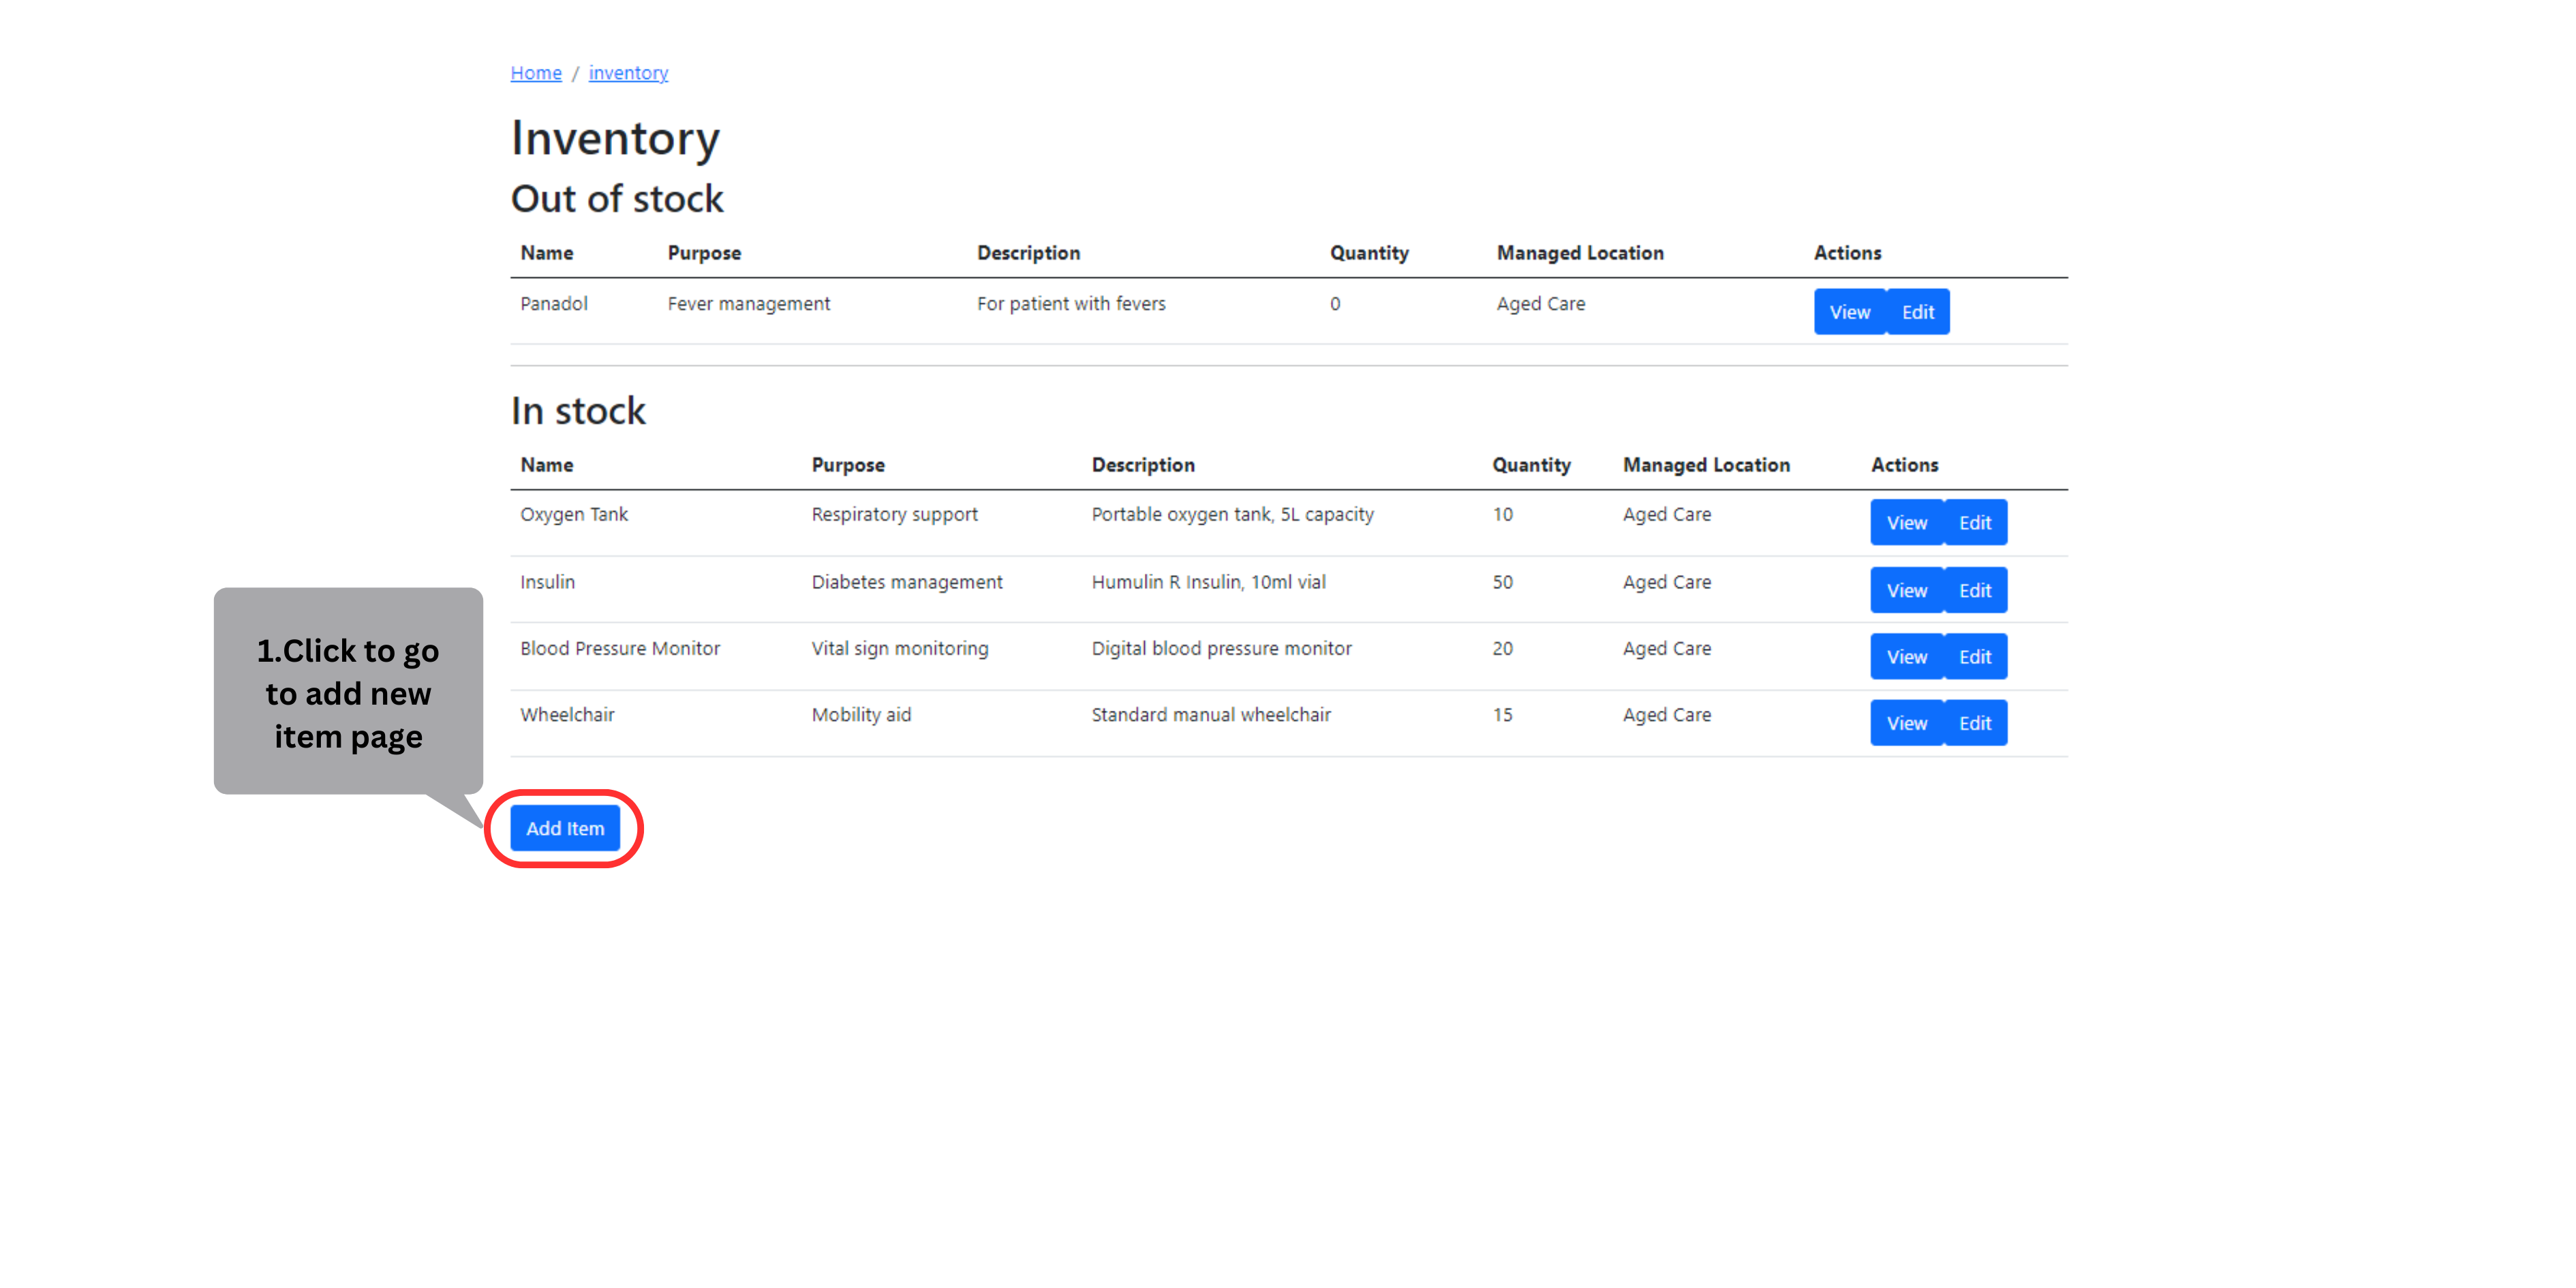 Home / inventory
Inventory
Out of stock
Name Purpose Description Quantity Managed Location Actions
Panadol Fever management For patient with fevers 0 Aged Care View Edit
In stock
Name Purpose Description Quantity Managed Location Actions
Oxygen Tank Respiratory support Portable oxygen tank, 5L capacity 10 Aged Care View Edit
Insulin Diabetes management Humulin R Insulin, 10ml vial 50 Aged Care View Edit
Blood Pressure Monitor Vital sign monitoring Digital blood pressure monitor 20 Aged Care View Edit
Wheelchair Mobility aid Standard manual wheelchair 15 Aged Care View Edit
1.Click to go
to add new
item page
Add Item